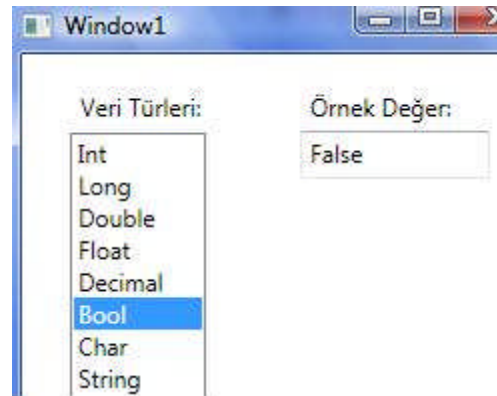 Window1
Veri Türleri:
Örnek Değer:
Int
False
Long
Double
Float
Decimal
Bool
Char
String